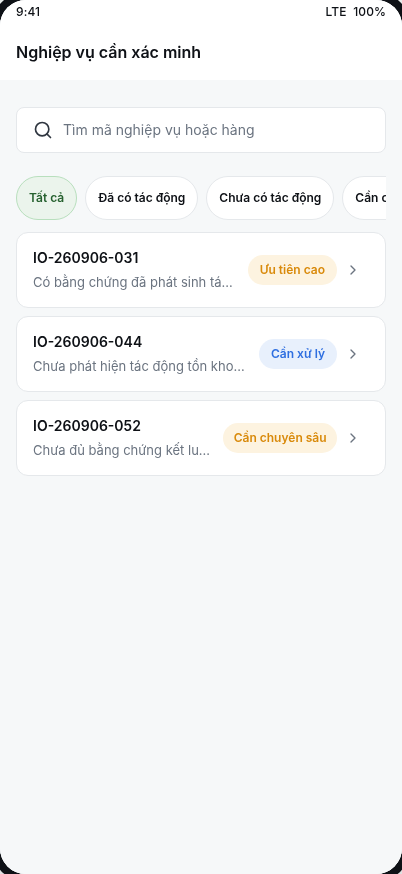 9:41 LTE 100%
Nghiệp vụ cần xác minh
Tìm mã nghiệp vụ hoặc hàng
Tất cả Đã có tác động Chưa có tác động Cần c
IO-260906-031
Có bằng chứng đã phát sinh tá... Ưu tiên cao
IO-260906-044
Chưa phát hiện tác động tồn kho... Cần xử lý
IO-260906-052
Chưa đủ bằng chứng kết lu... Cần chuyên sâu